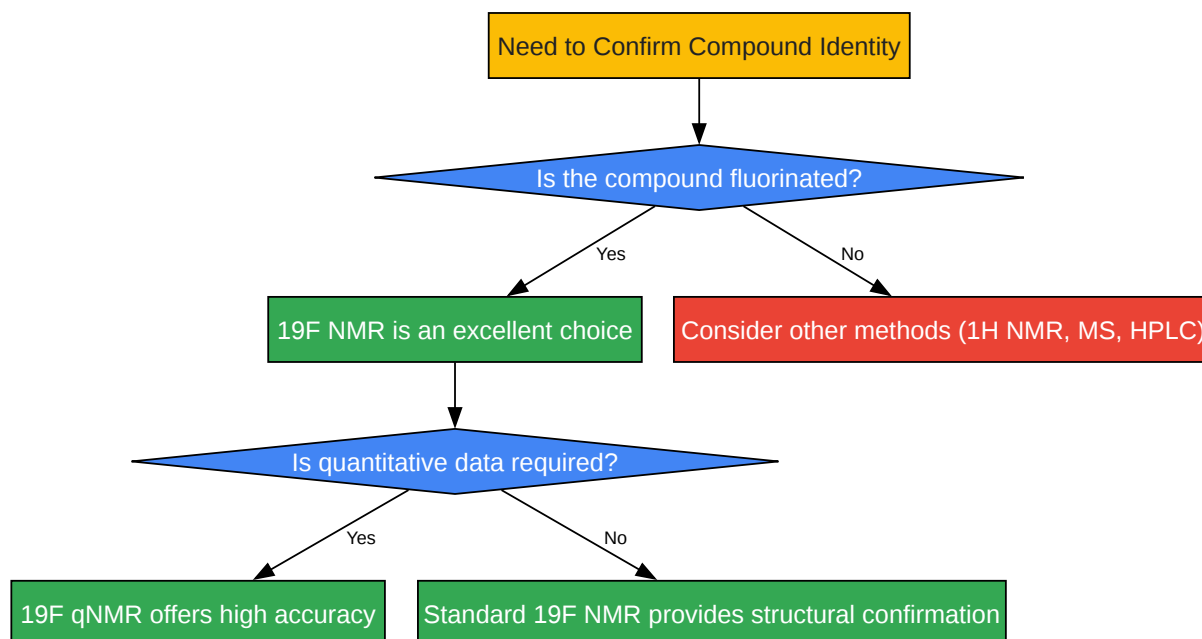 Need to Confirm Compound Identity
Is the compound fluorinated?
Yes
No
19F NMR is an excellent choice
Consider other methods (1H NMR, MS, HPLC)
Is quantitative data required?
Yes
No
19F qNMR offers high accuracy
Standard 19F NMR provides structural confirmation